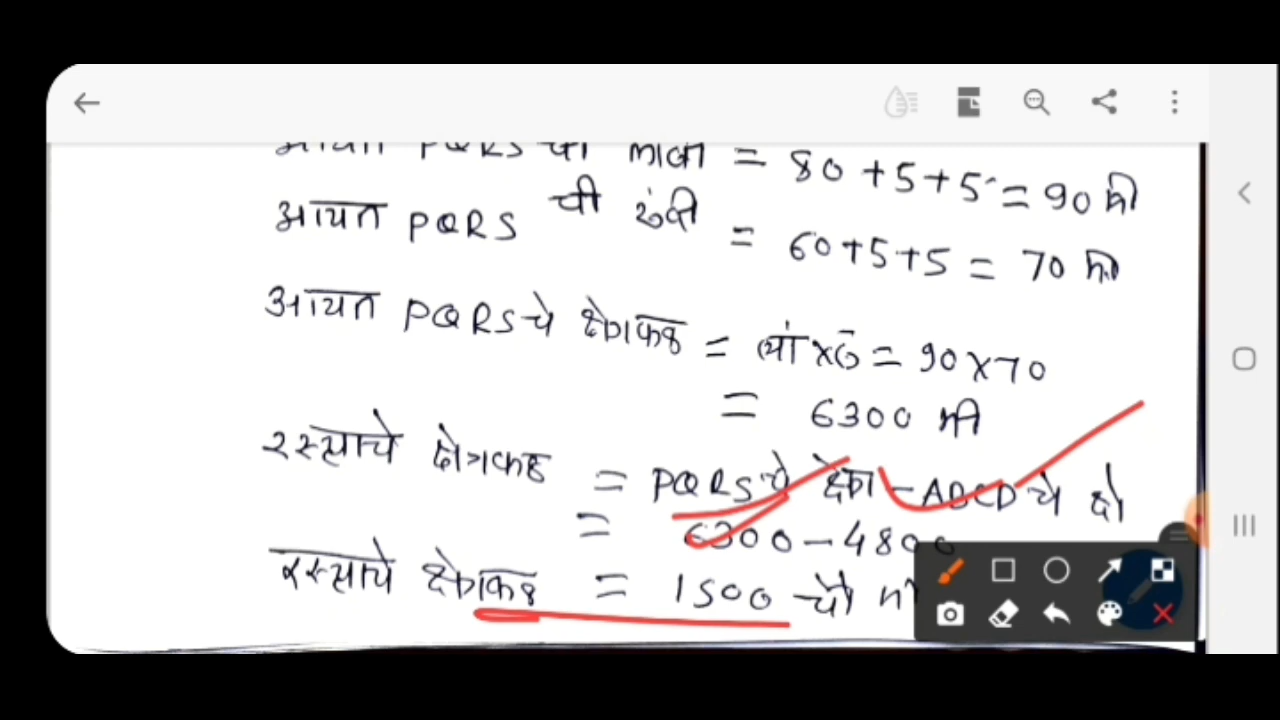 आयत PQRS ची लांबी = 80 + 5 + 5 = 90 मी
आयत PQRS ची रुंदी = 60 + 5 + 5 = 70 मी
आयत PQRS चे क्षेत्रफळ = लां × रुं = 90 × 70
= 6300 मी
रस्त्याचे क्षेत्रफळ = PQRS चे क्षेत्र - ABCD चे क्षे
= 6300 - 4800
रस्त्याचे क्षेत्रफळ = 1500 चौ मी